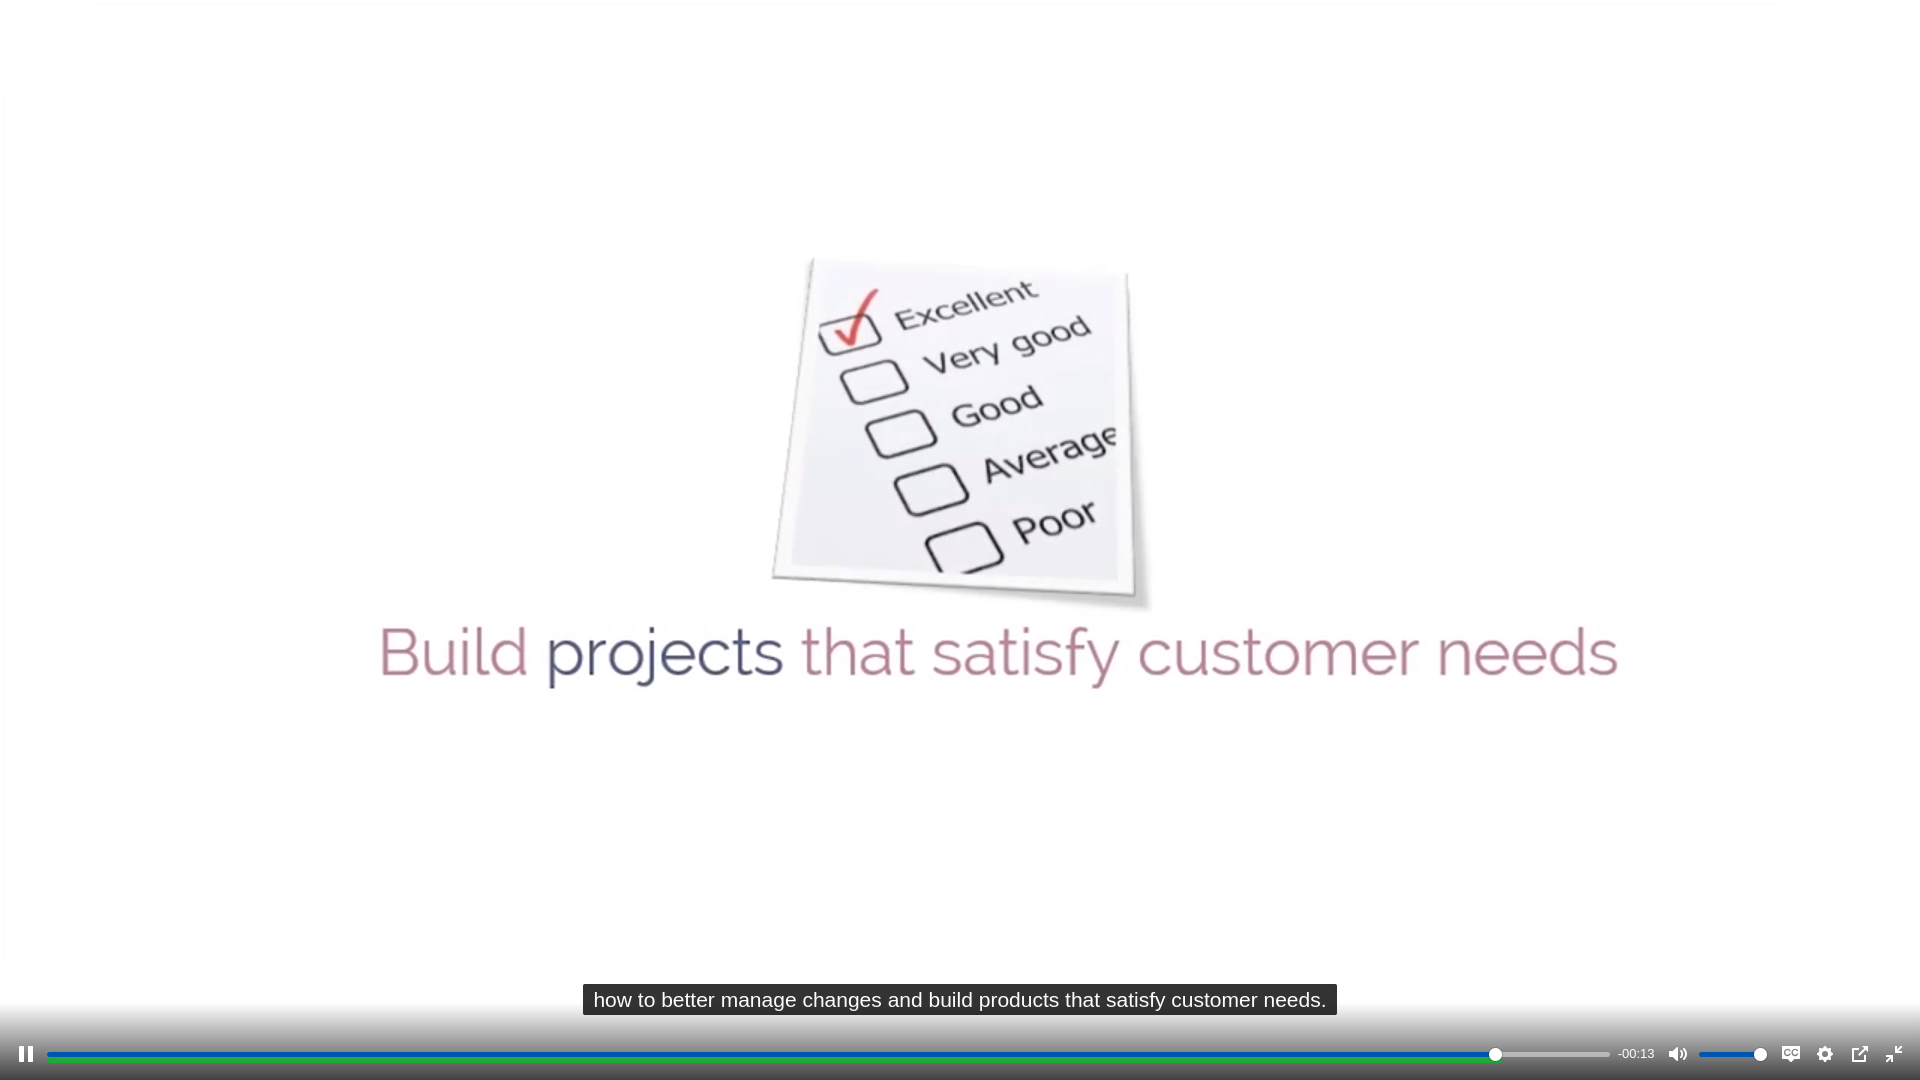 Excellent
Very good
Good
Average
Poor
Build projects that satisfy customer needs
how to better manage changes and build products that satisfy customer needs.
-00:13
CC